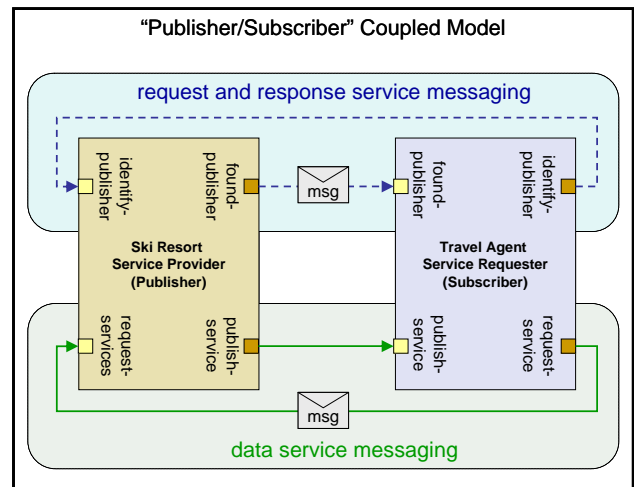 “Publisher/Subscriber” Coupled Model
request and response service messaging
identify-
publisher
found-
publisher
msg
found-
publisher
identify-
publisher
Ski Resort
Service Provider
(Publisher)
Travel Agent
Service Requester
(Subscriber)
request-
services
publish-
service
publish-
service
request-
service
msg
data service messaging